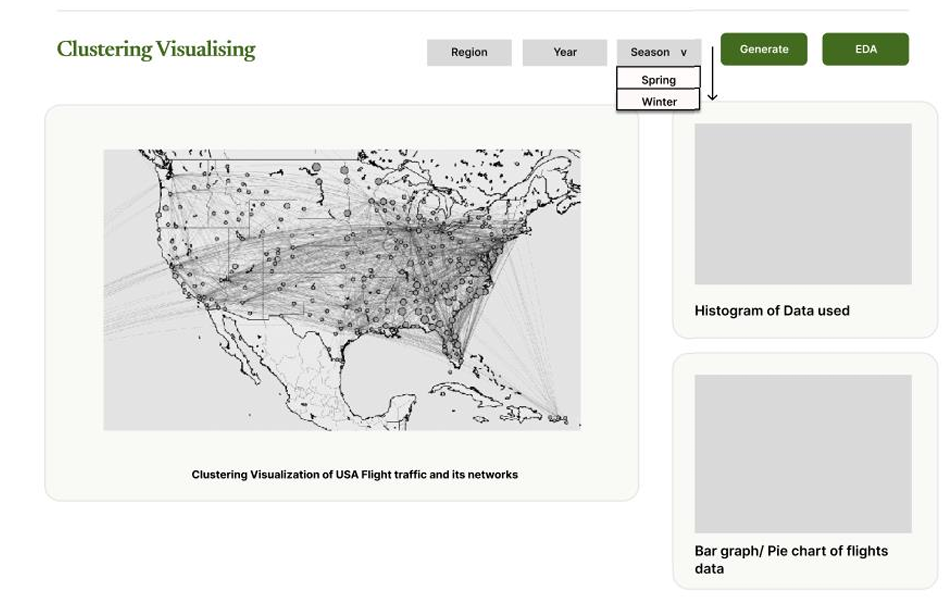 Clustering Visualising
Region
Year
Season v
Generate
EDA
Spring
Winter
Clustering Visualization of USA Flight traffic and its networks
Histogram of Data used
Bar graph/ Pie chart of flights
data